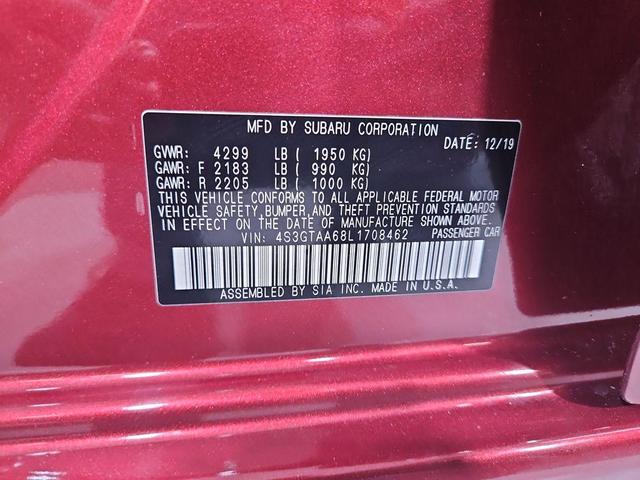 MFD BY SUBARU CORPORATION
DATE: 12/19
GVWR: 4299 LB ( 1950 KG)
GAWR: F 2183 LB ( 990 KG)
GAWR: R 2205 LB ( 1000 KG)
THIS VEHICLE CONFORMS TO ALL APPLICABLE FEDERAL MOTOR
VEHICLE SAFETY, BUMPER, AND THEFT PREVENTION STANDARDS
IN EFFECT ON THE DATE OF MANUFACTURE SHOWN ABOVE.
VIN: 4S3GTAA68L1708462 PASSENGER CAR
ASSEMBLED BY SIA INC. MADE IN U.S.A.